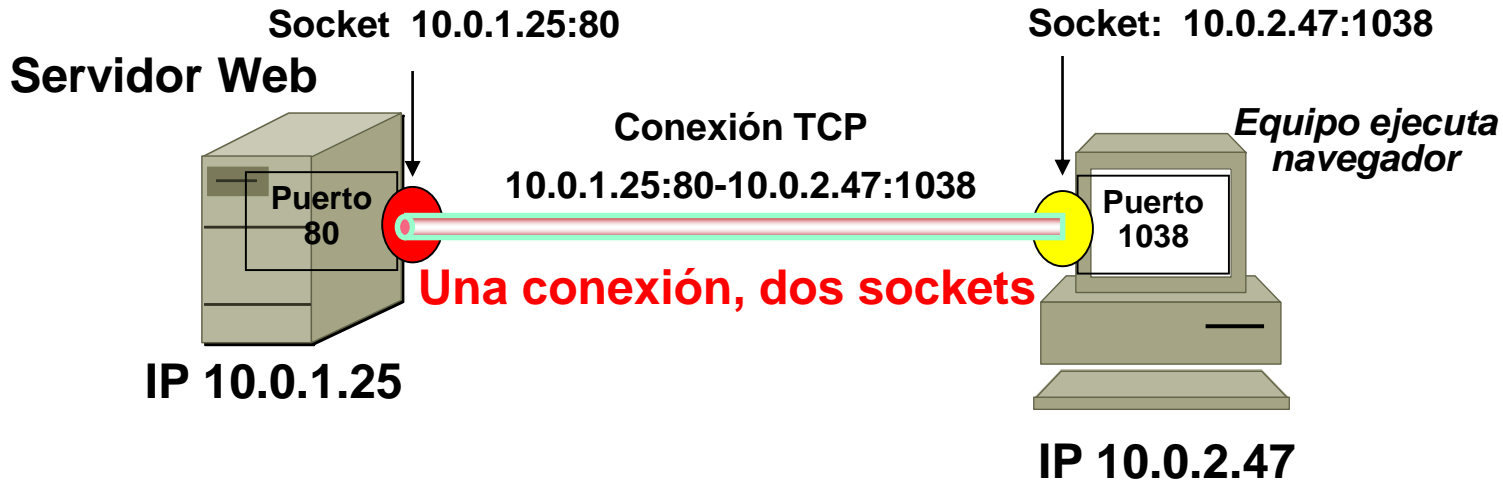 Socket 10.0.1.25:80
Socket: 10.0.2.47:1038
Servidor Web
Conexión TCP
10.0.1.25:80-10.0.2.47:1038
Equipo ejecuta
navegador
Puerto
80
Puerto
1038
Una conexión, dos sockets
IP 10.0.1.25
IP 10.0.2.47